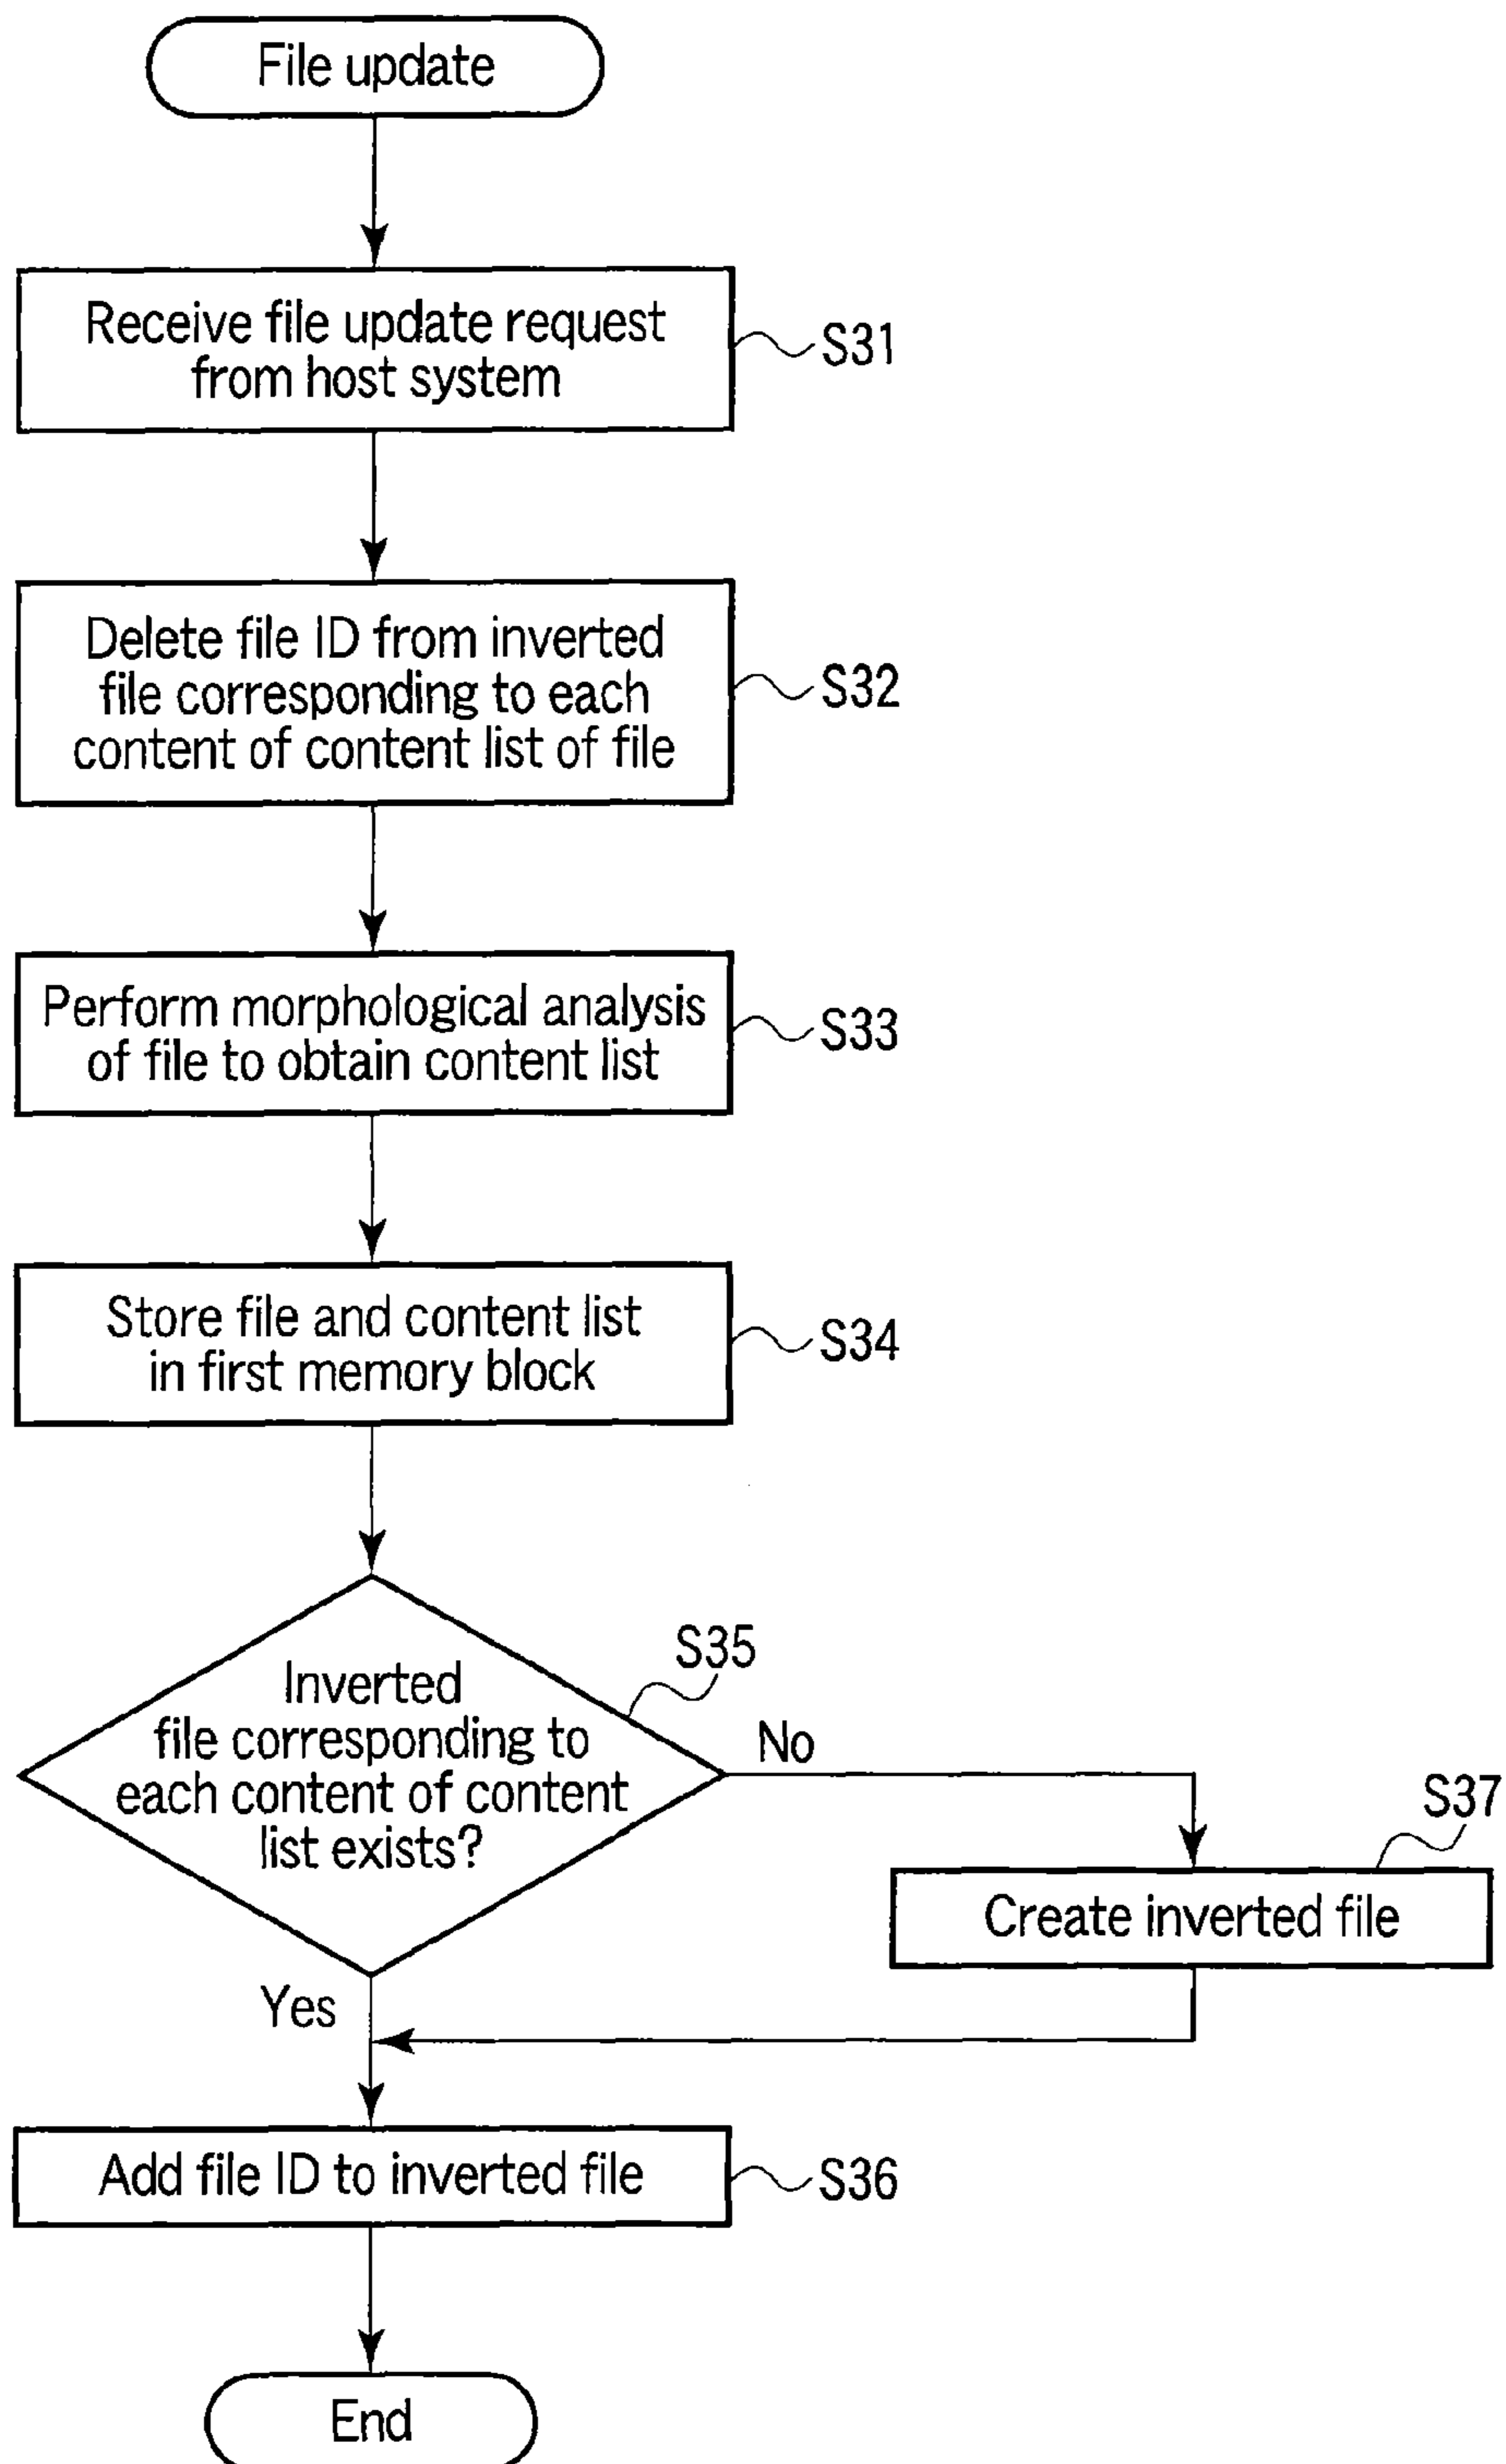 File update
Receive file update request
from host system
S31
Delete file ID from inverted
file corresponding to each
content of content list of file
S32
Perform morphological analysis
of file to obtain content list
S33
Store file and content list
in first memory block
S34
Inverted
file corresponding to
each content of content
list exists?
S35
No
S37
Create inverted file
Yes
Add file ID to inverted file
S36
End